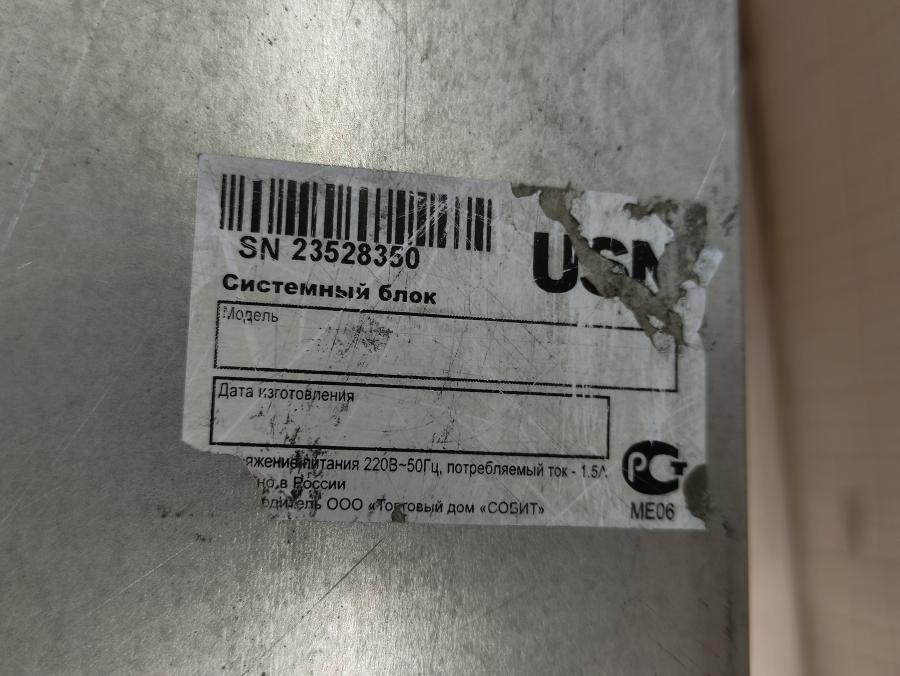 SN 23528350
USN
Системный блок
Модель
Дата изготовления
питания 220В~50Гц, потребляемый ток - 1.5А
в России
ООО «Торговый дом «СОБИТ»
РСТ
МЕ06